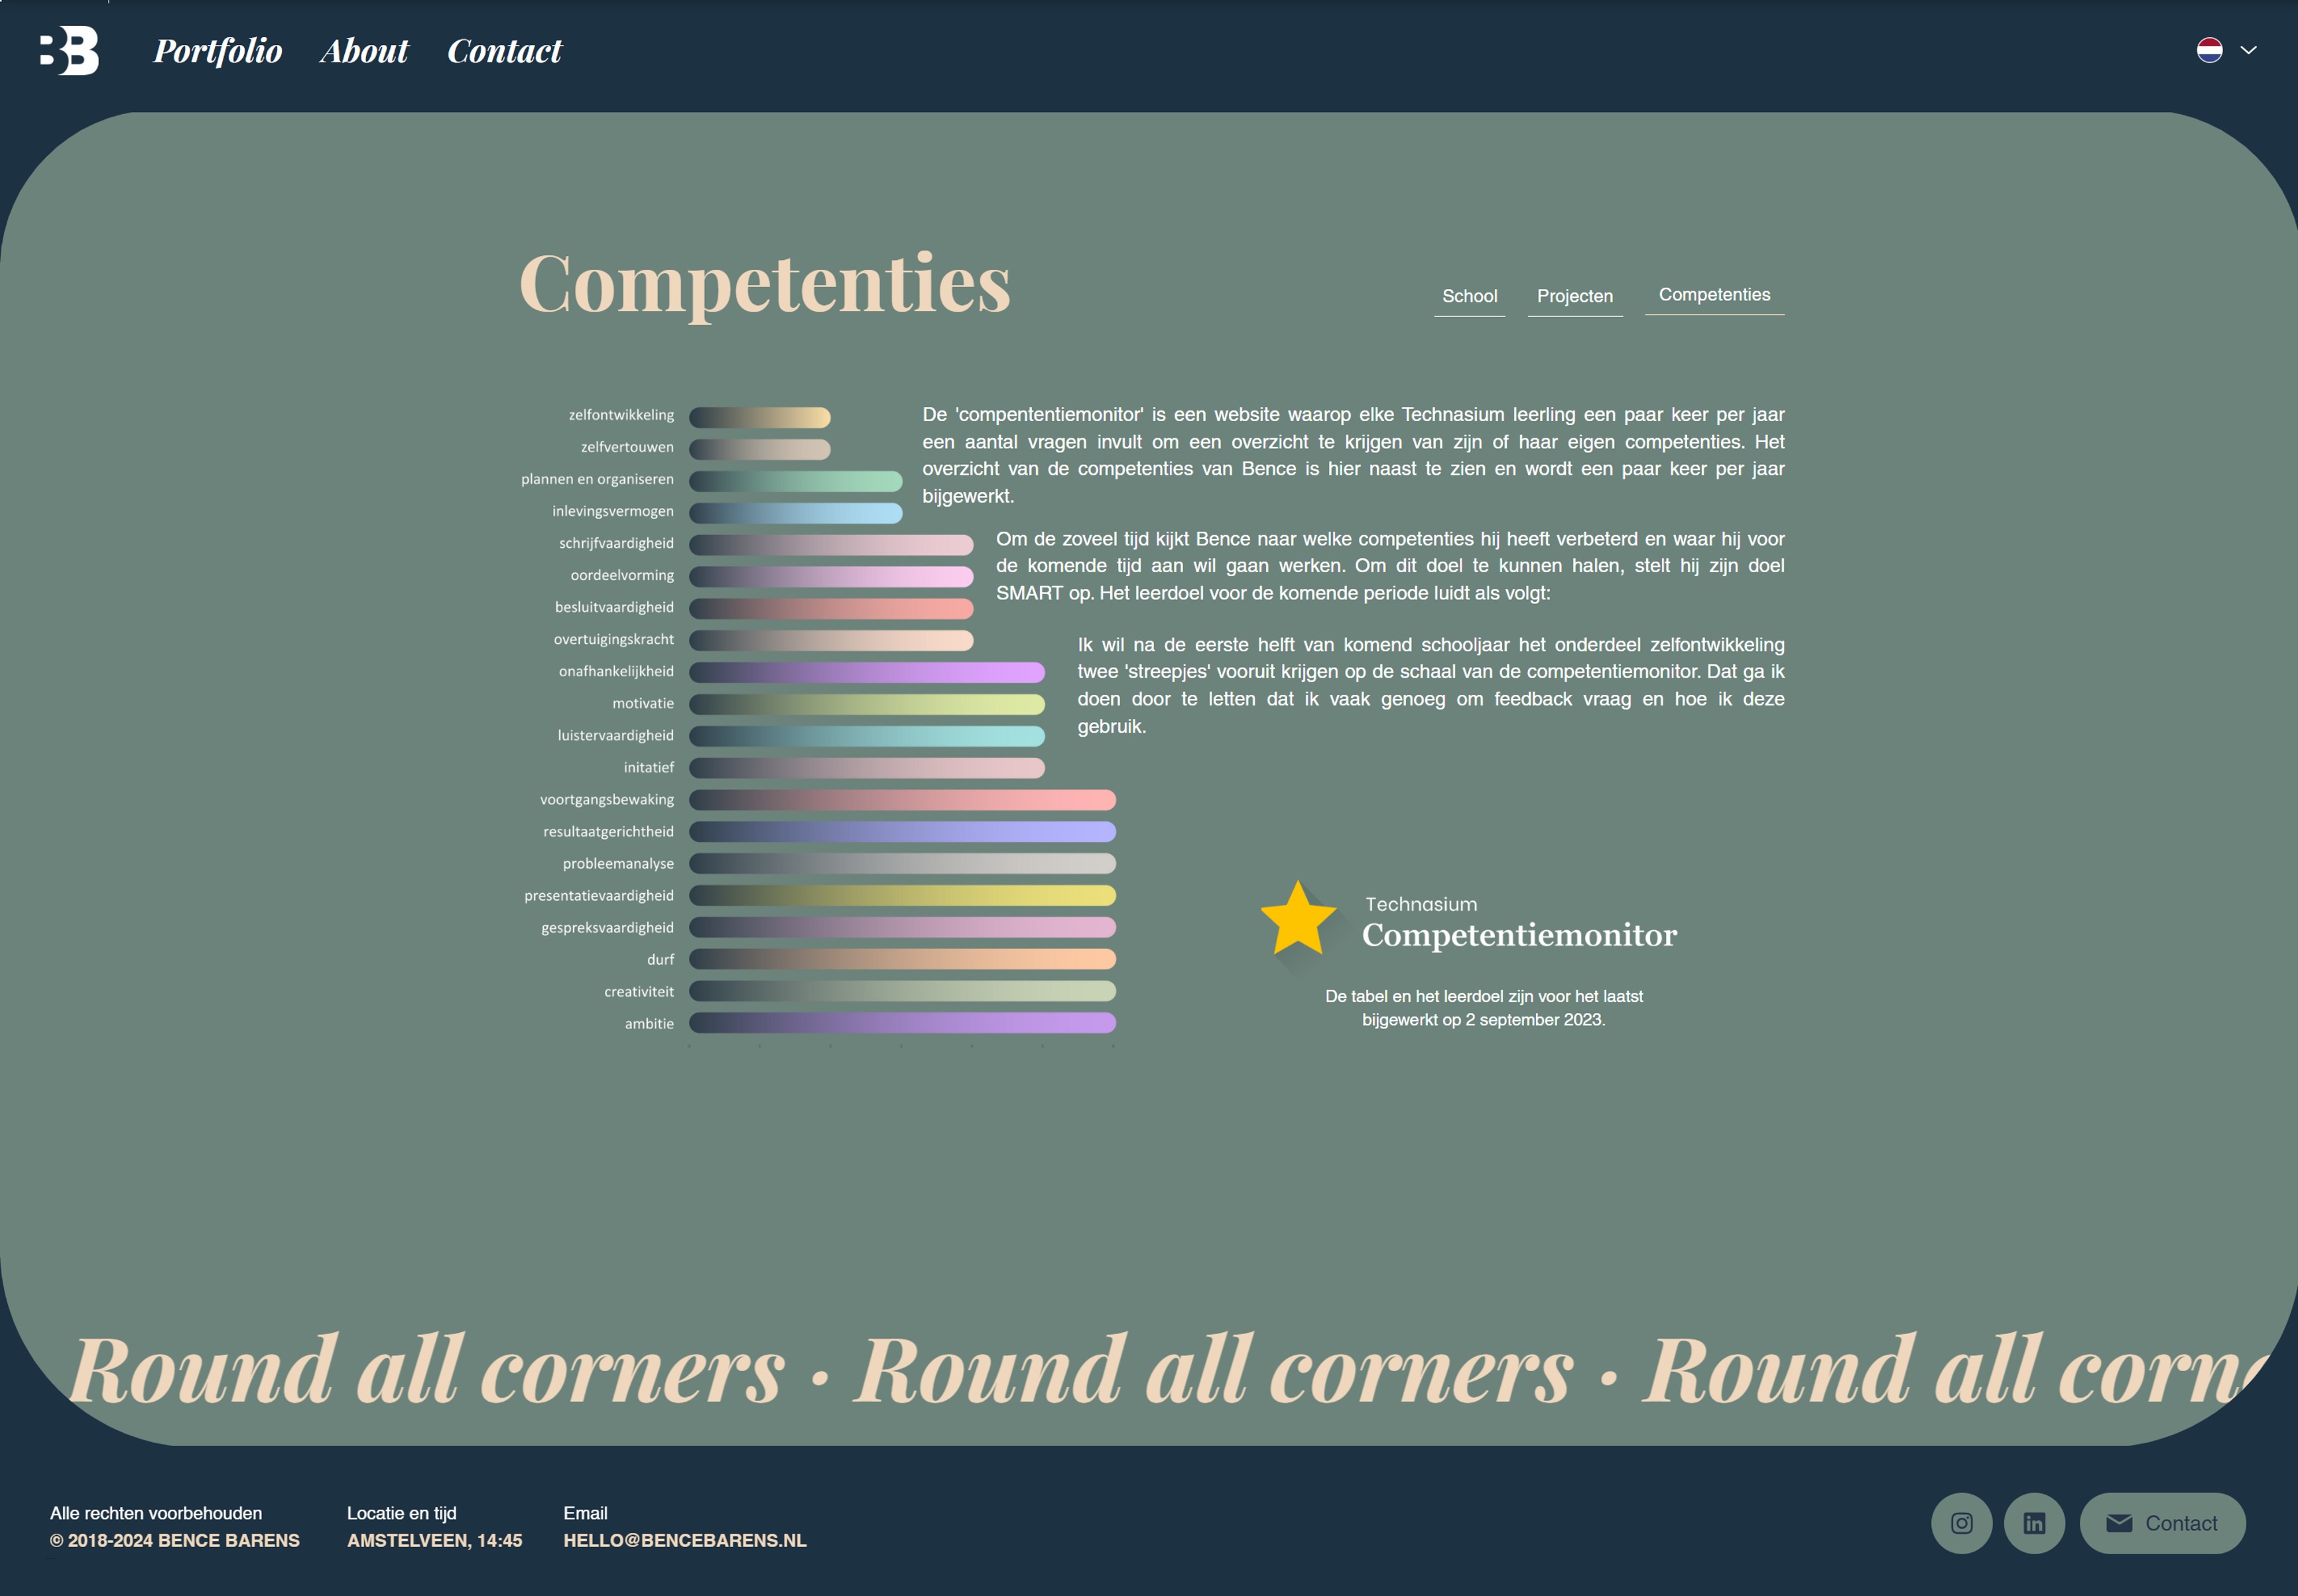 BB
Portfolio About Contact
Competenties
School Projecten Competenties
zelfontwikkeling
zelfvertouwen
plannen en organiseren
inlevingsvermogen
schrijfvaardigheid
oordeelvorming
besluitvaardigheid
overtuigingskracht
onafhankelijkheid
motivatie
luistervaardigheid
initatief
voortgangsbewaking
resultaatgerichtheid
probleemanalyse
presentatievaardigheid
gespreksvaardigheid
durf
creativiteit
ambitie
De 'compententiemonitor' is een website waarop elke Technasium leerling een paar keer per jaar
een aantal vragen invult om een overzicht te krijgen van zijn of haar eigen competenties. Het
overzicht van de competenties van Bence is hier naast te zien en wordt een paar keer per jaar
bijgewerkt.
Om de zoveel tijd kijkt Bence naar welke competenties hij heeft verbeterd en waar hij voor
de komende tijd aan wil gaan werken. Om dit doel te kunnen halen, stelt hij zijn doel
SMART op. Het leerdoel voor de komende periode luidt als volgt:
Ik wil na de eerste helft van komend schooljaar het onderdeel zelfontwikkeling
twee 'streepjes' vooruit krijgen op de schaal van de competentiemonitor. Dat ga ik
doen door te letten dat ik vaak genoeg om feedback vraag en hoe ik deze
gebruik.
Technasium
Competentiemonitor
De tabel en het leerdoel zijn voor het laatst
bijgewerkt op 2 september 2023.
Round all corners · Round all corners · Round all corne
Alle rechten voorbehouden
© 2018-2024 BENCE BARENS
Locatie en tijd
AMSTELVEEN, 14:45
Email
HELLO@BENCEBARENS.NL
in
Contact